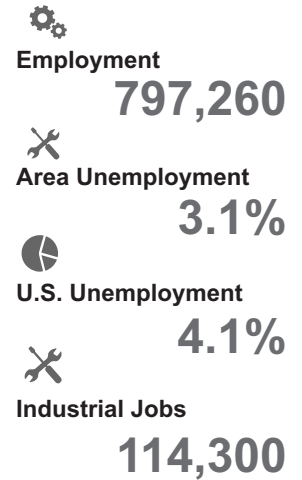 Employment
797,260
Area Unemployment
3.1%
U.S. Unemployment
4.1%
Industrial Jobs
114,300